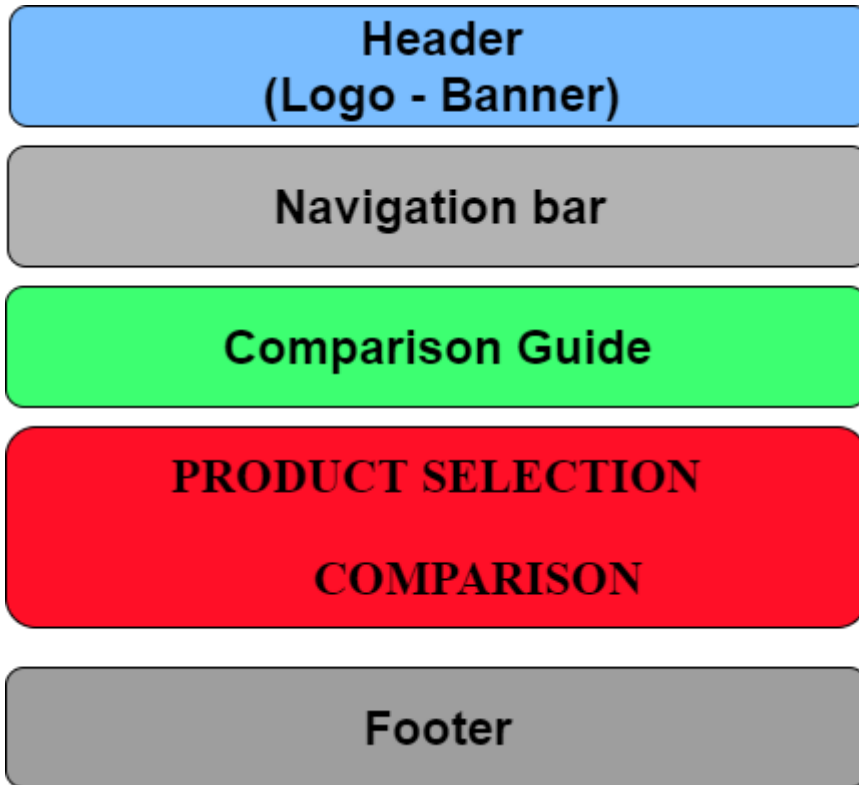 Header
(Logo - Banner)
Navigation bar
Comparison Guide
PRODUCT SELECTION
COMPARISON
Footer